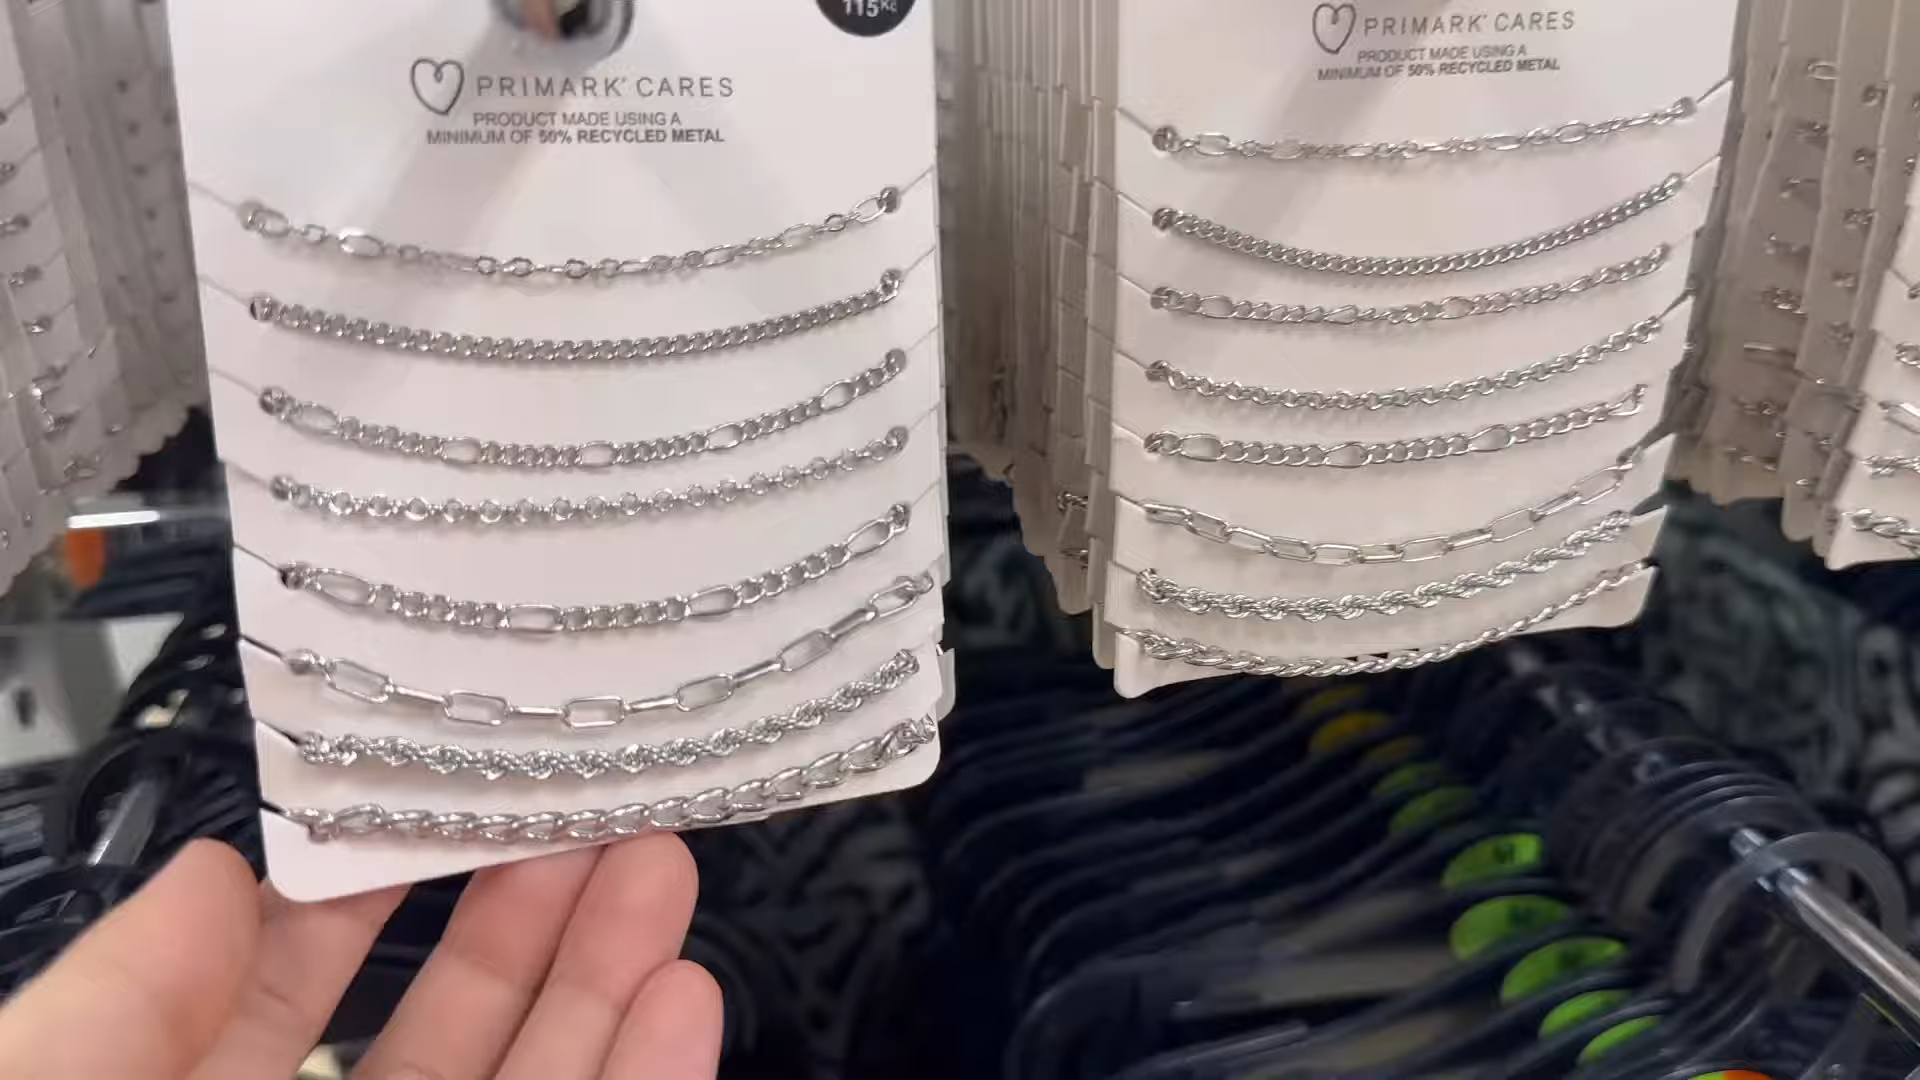 115Kč
PRIMARK® CARES
PRODUCT MADE USING A
MINIMUM OF 50% RECYCLED METAL
PRIMARK® CARES
PRODUCT MADE USING A
MINIMUM OF 50% RECYCLED METAL
M